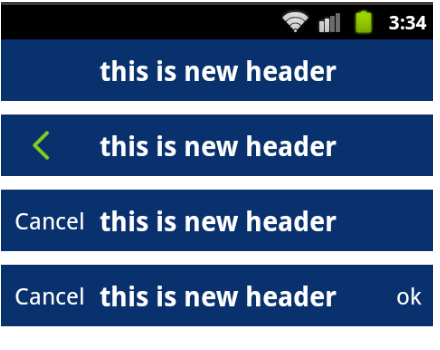 3:34
this is new header
this is new header
Cancel this is new header
Cancel this is new header ok